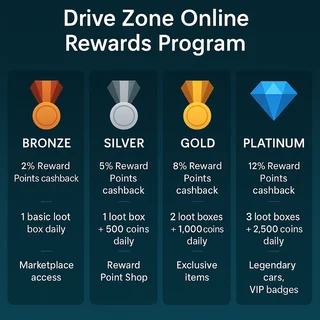 Drive Zone Online
Rewards Program
BRONZE
2% Reward
Points cashback
1 basic loot
box daily
Marketplace
access
SILVER
5% Reward
Points
cashback
1 loot box
+ 500 coins
daily
Reward
Point Shop
GOLD
8% Reward
Points
cashback
2 loot boxes
+ 1,000 coins
daily
Exclusive
items
PLATINUM
12% Reward
Points
cashback
3 loot boxes
+ 2,500 coins
daily
Legendary
cars,
VIP badges